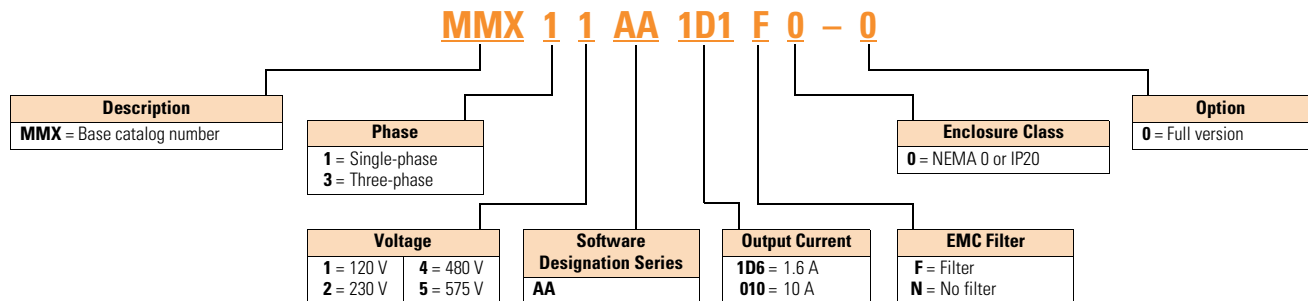 MMX 1 1 AA 1D1 F 0 – 0
Description
MMX = Base catalog number
Phase
1 = Single-phase
3 = Three-phase
Enclosure Class
0 = NEMA 0 or IP20
Option
0 = Full version
Voltage
1 = 120 V 4 = 480 V
2 = 230 V 5 = 575 V
Software
Designation Series
AA
Output Current
1D6 = 1.6 A
010 = 10 A
EMC Filter
F = Filter
N = No filter